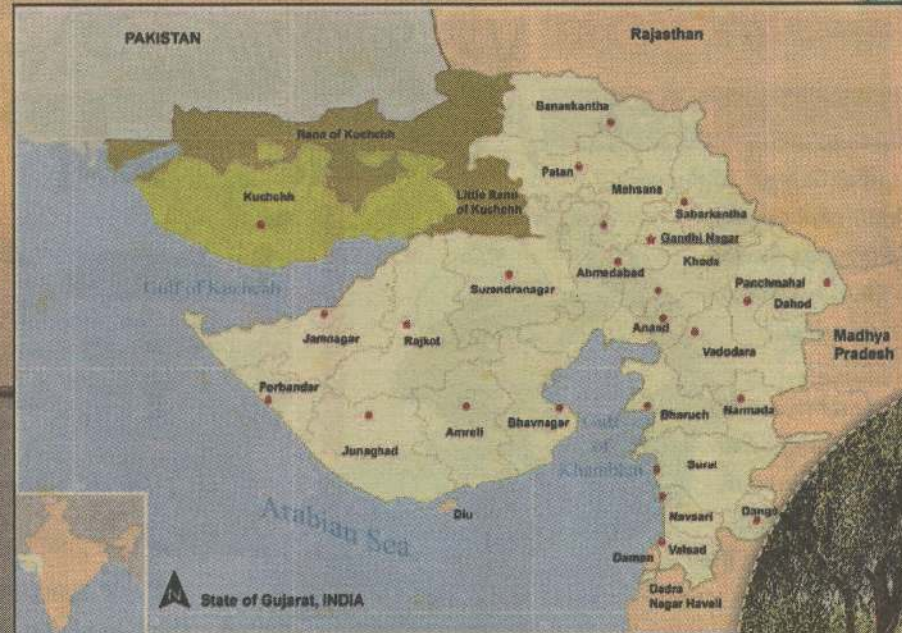 PAKISTAN
Rajasthan
Banaskantha
Rann of Kuchchh
Patan
Mehsana
Kuchchh
Little Rann
of Kushchh
Sabarkantha
Gandhi Nagar
Ahmedabad
Kheda
Gulf of Kuchcah
Surendranagar
Panchmahal
Dahod
Jamnagar
Rajkot
Anand
Vadodara
Madhya
Pradesh
Porbandar
Junaghad
Amreli
Bhavnagar
Gulf
of
Khambhat
Bharuch
Narmada
Surat
Arabian Sea
Diu
Navsari
Dangs
Daman
Valsad
Dadra
Nagar Haveli
N
State of Gujarat, INDIA